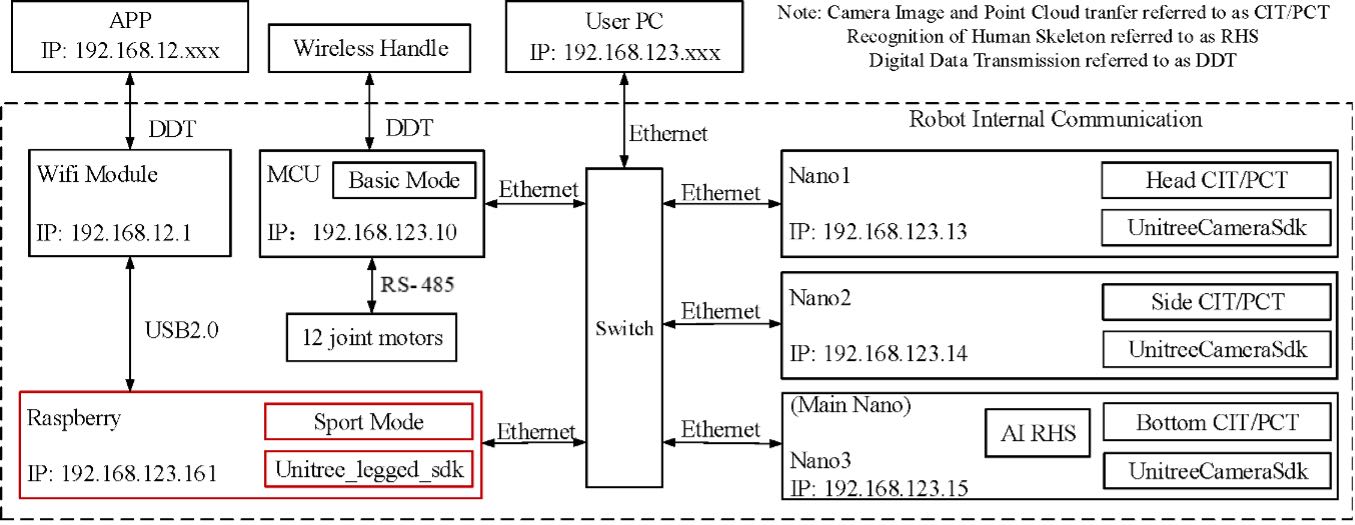 APP
IP: 192.168.12.xxx
Wireless Handle
User PC
IP: 192.168.123.xxx
Note: Camera Image and Point Cloud tranfer referred to as CIT/PCT
Recognition of Human Skeleton referred to as RHS
Digital Data Transmission referred to as DDT
DDT
DDT
Ethernet
Robot Internal Communication
Wifi Module
IP: 192.168.12.1
MCU
Basic Mode
IP: 192.168.123.10
Ethernet
Ethernet
Nano1
IP: 192.168.123.13
Head CIT/PCT
UnitreeCameraSdk
USB2.0
RS-485
12 joint motors
Switch
Ethernet
Nano2
IP: 192.168.123.14
Side CIT/PCT
UnitreeCameraSdk
Raspberry
IP: 192.168.123.161
Sport Mode
Unitree_legged_sdk
Ethernet
Ethernet
(Main Nano)
Nano3
IP: 192.168.123.15
AI RHS
Bottom CIT/PCT
UnitreeCameraSdk